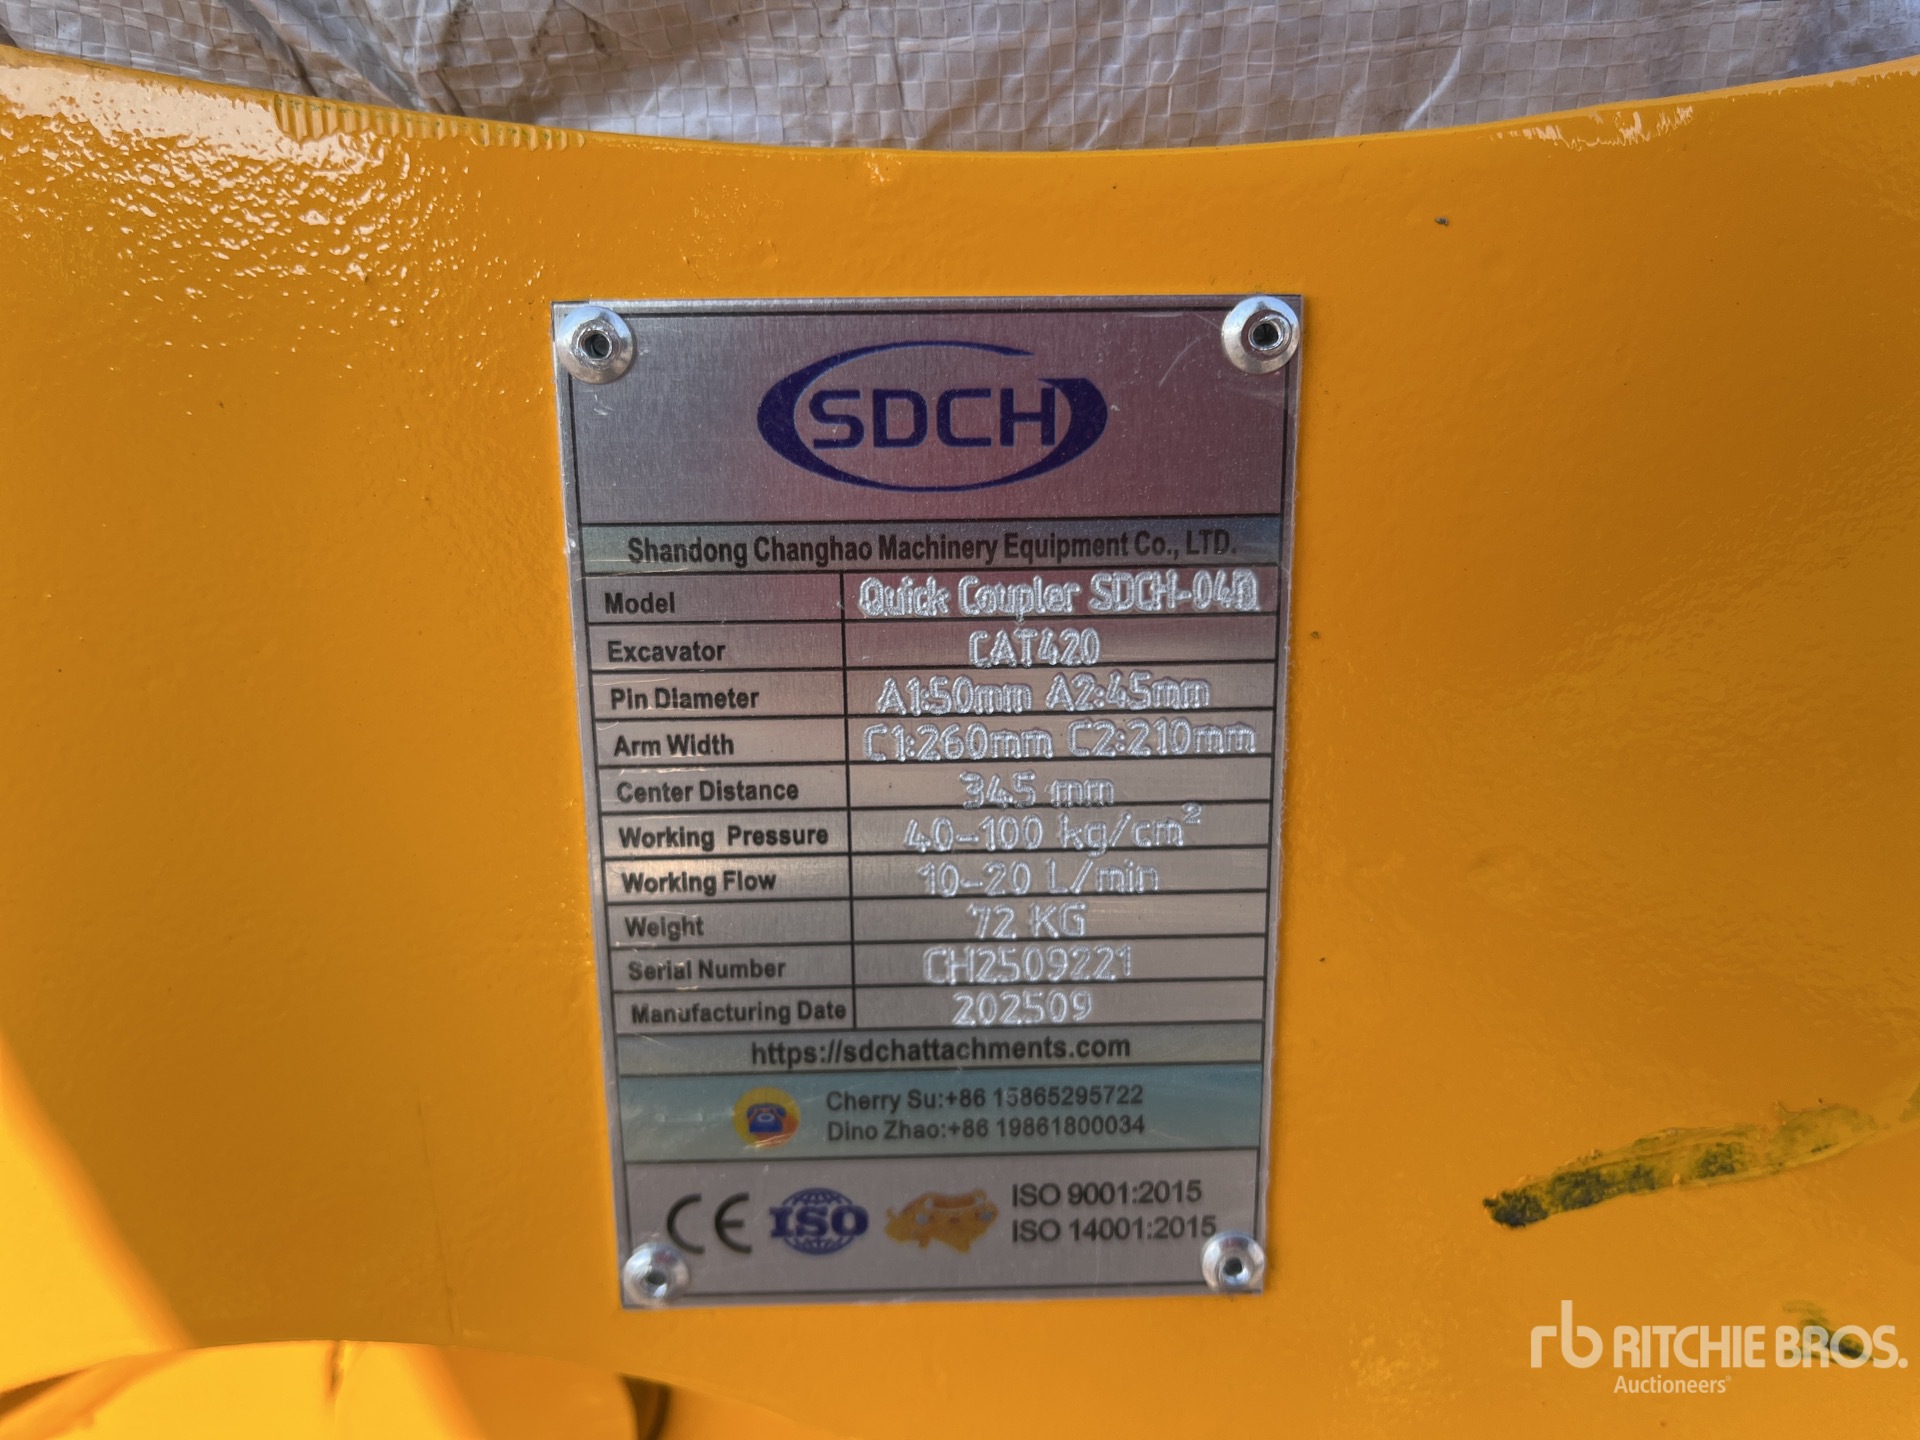 SDCH
Shandong Changhao Machinery Equipment Co., LTD.
Model Quick Coupler SDCH-04D
Excavator CAT420
Pin Diameter A1:50mm A2:45mm
Arm Width C1:260mm C2:210mm
Center Distance 345 mm
Working Pressure 40-100 kg/cm²
Working Flow 10-20 L/min
Weight 72 KG
Serial Number CH2509221
Manufacturing Date 202509
https://sdchattachments.com
Cherry Su:+86 15865295722
Dino Zhao:+86 19861800034
CE ISO ISO 9001:2015
ISO 14001:2015
rb RITCHIE BROS.
Auctioneers